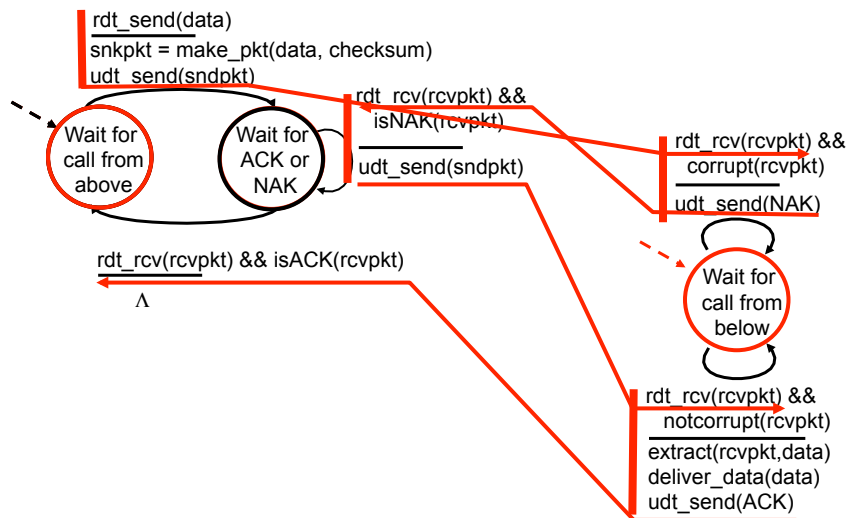 rdt_send(data)
snkpkt = make_pkt(data, checksum)
udt_send(sndpkt)
Wait for
call from
above
Wait for
ACK or
NAK
rdt_rcv(rcvpkt) &&
isNAK(rcvpkt)
udt_send(sndpkt)
rdt_rcv(rcvpkt) && isACK(rcvpkt)
Λ
rdt_rcv(rcvpkt) &&
corrupt(rcvpkt)
udt_send(NAK)
Wait for
call from
below
rdt_rcv(rcvpkt) &&
notcorrupt(rcvpkt)
extract(rcvpkt,data)
deliver_data(data)
udt_send(ACK)